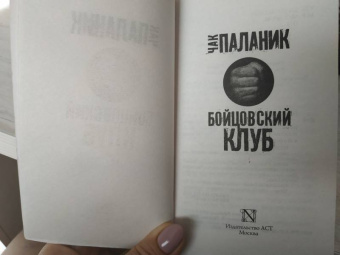 ЧАК
ПАЛАНИК
БОЙЦОВСКИЙ
КЛУБ
N
Издательство АСТ
Москва